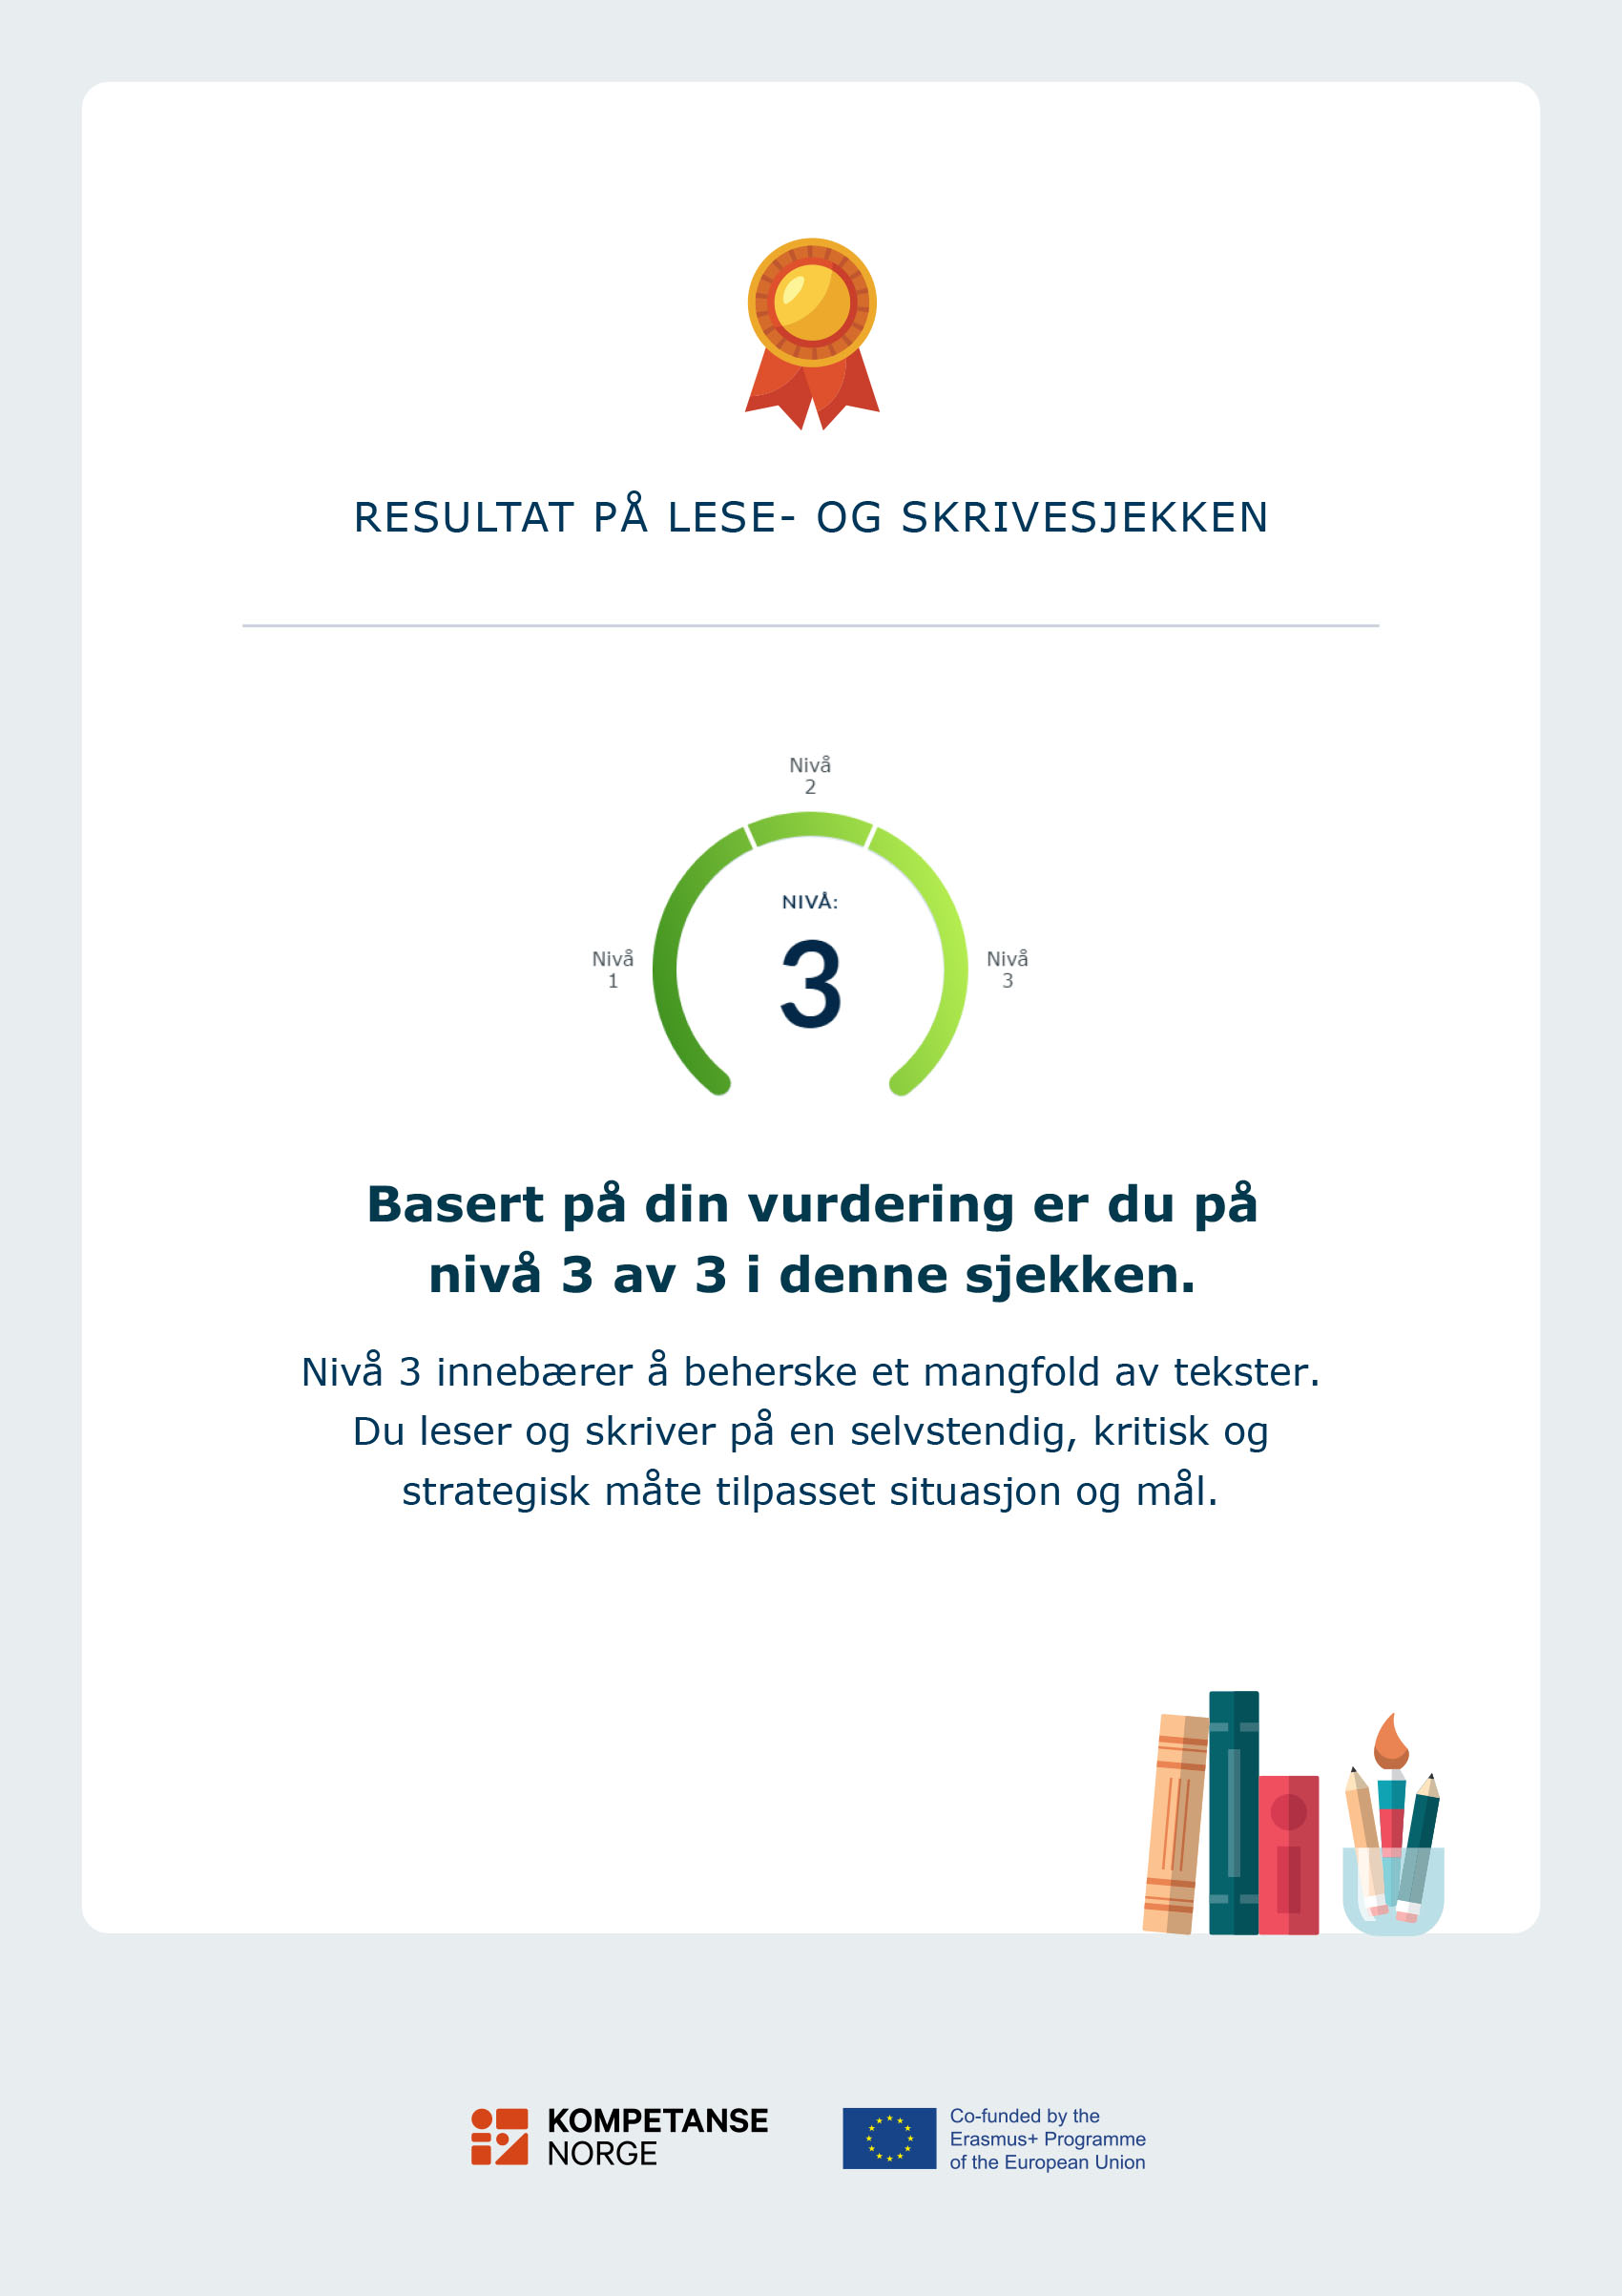 RESULTAT PÅ LESE- OG SKRIVESJEKKEN
Nivå
2
NIVÅ:
3
Nivå
1
Nivå
3
Basert på din vurdering er du på
nivå 3 av 3 i denne sjekken.
Nivå 3 innebærer å beherske et mangfold av tekster.
Du leser og skriver på en selvstendig, kritisk og
strategisk måte tilpasset situasjon og mål.
KOMPETANSE
NORGE
Co-funded by the
Erasmus+ Programme
of the European Union